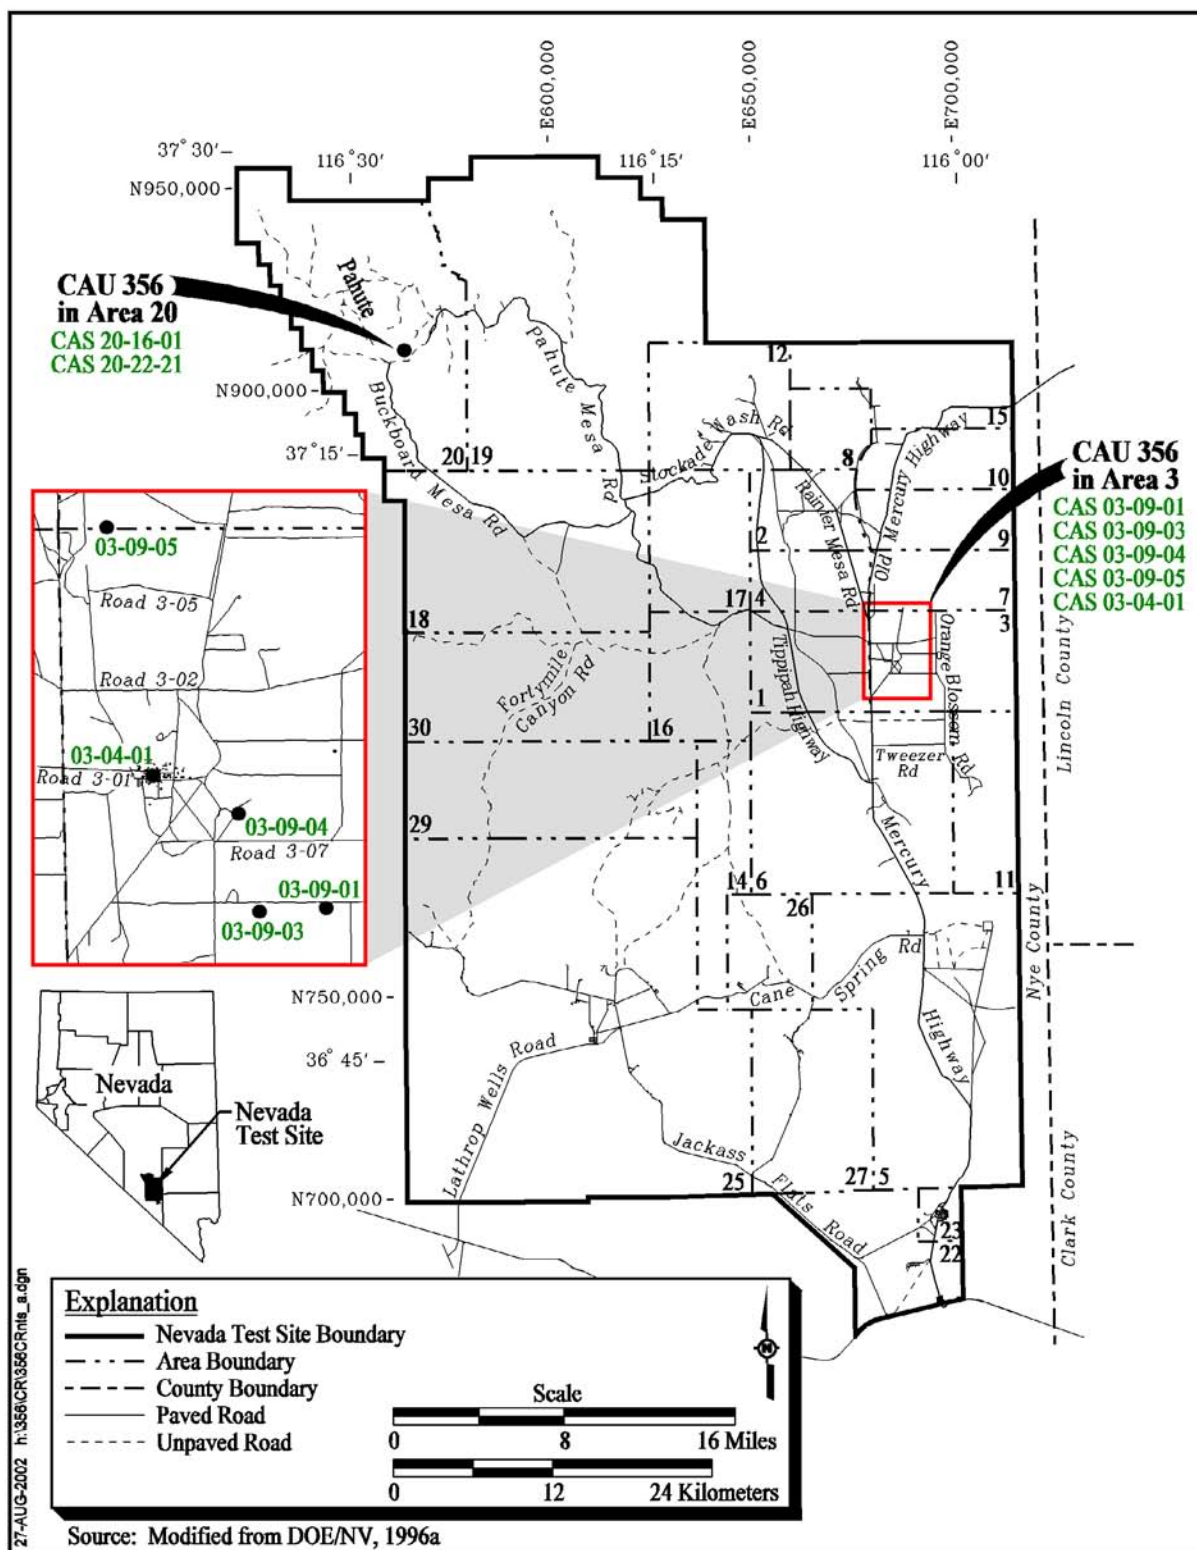 E600,000
E650,000
E700,000
37° 30'
116° 30'
116° 15'
116° 00'
N950,000
CAU 356
in Area 20
CAS 20-16-01
CAS 20-22-21
Pahute
Pahute Mesa Rd
N900,000
37° 15'
Buckboard Mesa Rd
20
19
Stockade Wash Rd
12
8
15
10
Rainier Mesa Rd
Old Mercury Highway
CAU 356
in Area 3
CAS 03-09-01
CAS 03-09-03
CAS 03-09-04
CAS 03-09-05
CAS 03-04-01
2
9
7
3
17
4
18
Fortymile Canyon Rd
Tippipah Highway
Orange Blossom Rd
Lincoln County
1
30
16
Tweezer Rd
29
Mercury Highway
14
6
26
11
Nye County
Cane Spring Rd
03-09-05
Road 3-05
Road 3-02
03-04-01
Road 3-01
03-09-04
Road 3-07
03-09-01
03-09-03
N750,000
36° 45'
Lathrop Wells Road
Jackass Flats Road
Clark County
N700,000
25
27
5
23
22
Nevada
Nevada
Test Site
Explanation
Nevada Test Site Boundary
Area Boundary
County Boundary
Paved Road
Unpaved Road
Scale
0 8 16 Miles
0 12 24 Kilometers
N
Source: Modified from DOE/NV, 1996a
27-AUG-2002 h:\356\CR\356CRnts_a.dgn